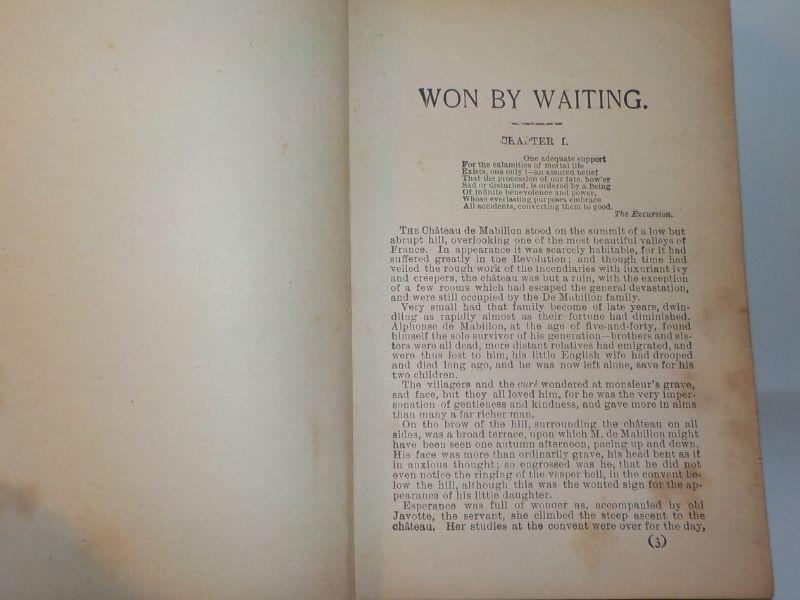 WON BY WAITING.
CHAPTER I.
One adequate support
For the calamities of mortal life
Exists, one only:—an assured belief
That the procession of our fate, howe'er
Sad or disturbed, is ordered by a Being
Of infinite benevolence and power,
Whose everlasting purposes embrace
All accidents, converting them to good.
The Excursion.
THE Château de Mabillon stood on the summit of a low but
abrupt hill, overlooking one of the most beautiful valleys of
France. In appearance it was scarcely habitable, for it had
suffered greatly in the Revolution; and though time had
veiled the rough work of the incendiaries with luxuriant ivy
and creepers, the château was but a ruin, with the exception
of a few rooms which had escaped the general devastation,
and were still occupied by the De Mabillon family.
Very small had that family become of late years, dwin-
dling as rapidly almost as their fortune had diminished.
Alphonse de Mabillon, at the age of five-and-forty, found
himself the sole survivor of his generation—brothers and sis-
ters were all dead, more distant relatives had emigrated, and
were thus lost to him, his little English wife had drooped
and died long ago, and he was now left alone, save for his
two children.
The villagers and the curé wondered at monsieur's grave,
sad face, but they all loved him, for he was the very imper-
sonation of gentleness and kindness, and gave more in alms
than many a far richer man.
On the brow of the hill, surrounding the château on all
sides, was a broad terrace, upon which M. de Mabillon might
have been seen one autumn afternoon, pacing up and down.
His face was more than ordinarily grave, his head bent as if
in anxious thought; so engrossed was he, that he did not
even notice the ringing of the vesper bell, in the convent be-
low the hill, although this was the wonted sign for the ap-
pearance of his little daughter.
Esperance was full of wonder as, accompanied by old
Javotte, the servant, she climbed the steep ascent to the
château. Her studies at the convent were over for the day,
(3)